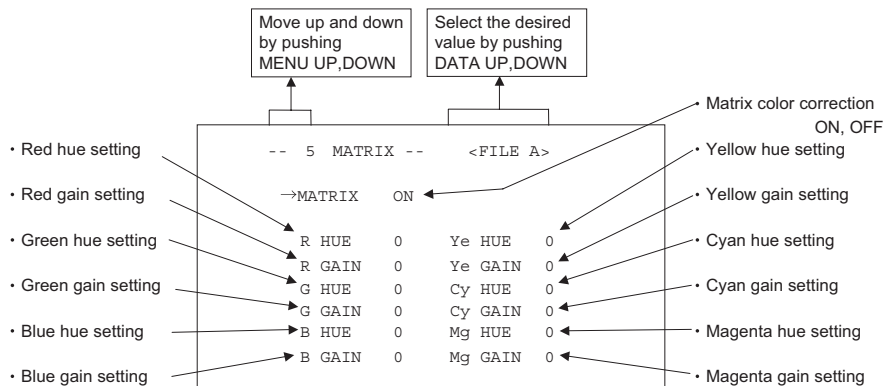 Move up and down
by pushing
MENU UP,DOWN
Select the desired
value by pushing
DATA UP,DOWN
・Matrix color correction
ON, OFF
・Red hue setting
・Red gain setting
・Green hue setting
・Green gain setting
・Blue hue setting
・Blue gain setting
-- 5 MATRIX -- <FILE A>
→MATRIX ON
R HUE 0 Ye HUE 0
R GAIN 0 Ye GAIN 0
G HUE 0 Cy HUE 0
G GAIN 0 Cy GAIN 0
B HUE 0 Mg HUE 0
B GAIN 0 Mg GAIN 0
・Yellow hue setting
・Yellow gain setting
・Cyan hue setting
・Cyan gain setting
・Magenta hue setting
・Magenta gain setting